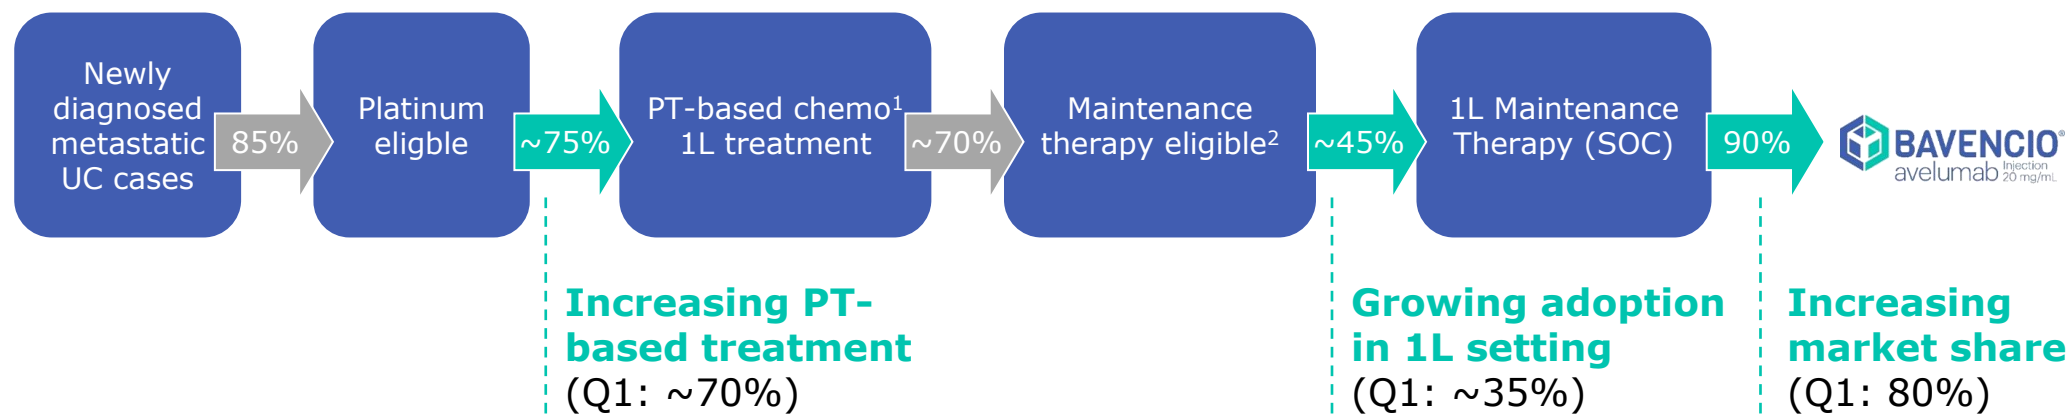 Newly
diagnosed
metastatic
UC cases
85%
Platinum
eligble
~75%
PT-based chemo¹
1L treatment
~70%
Maintenance
therapy eligible²
~45%
1L Maintenance
Therapy (SOC)
90%
BAVENCIO®
avelumab Injection
20 mg/mL
Increasing PT-
based treatment
(Q1: ~70%)
Growing adoption
in 1L setting
(Q1: ~35%)
Increasing
market share
(Q1: 80%)